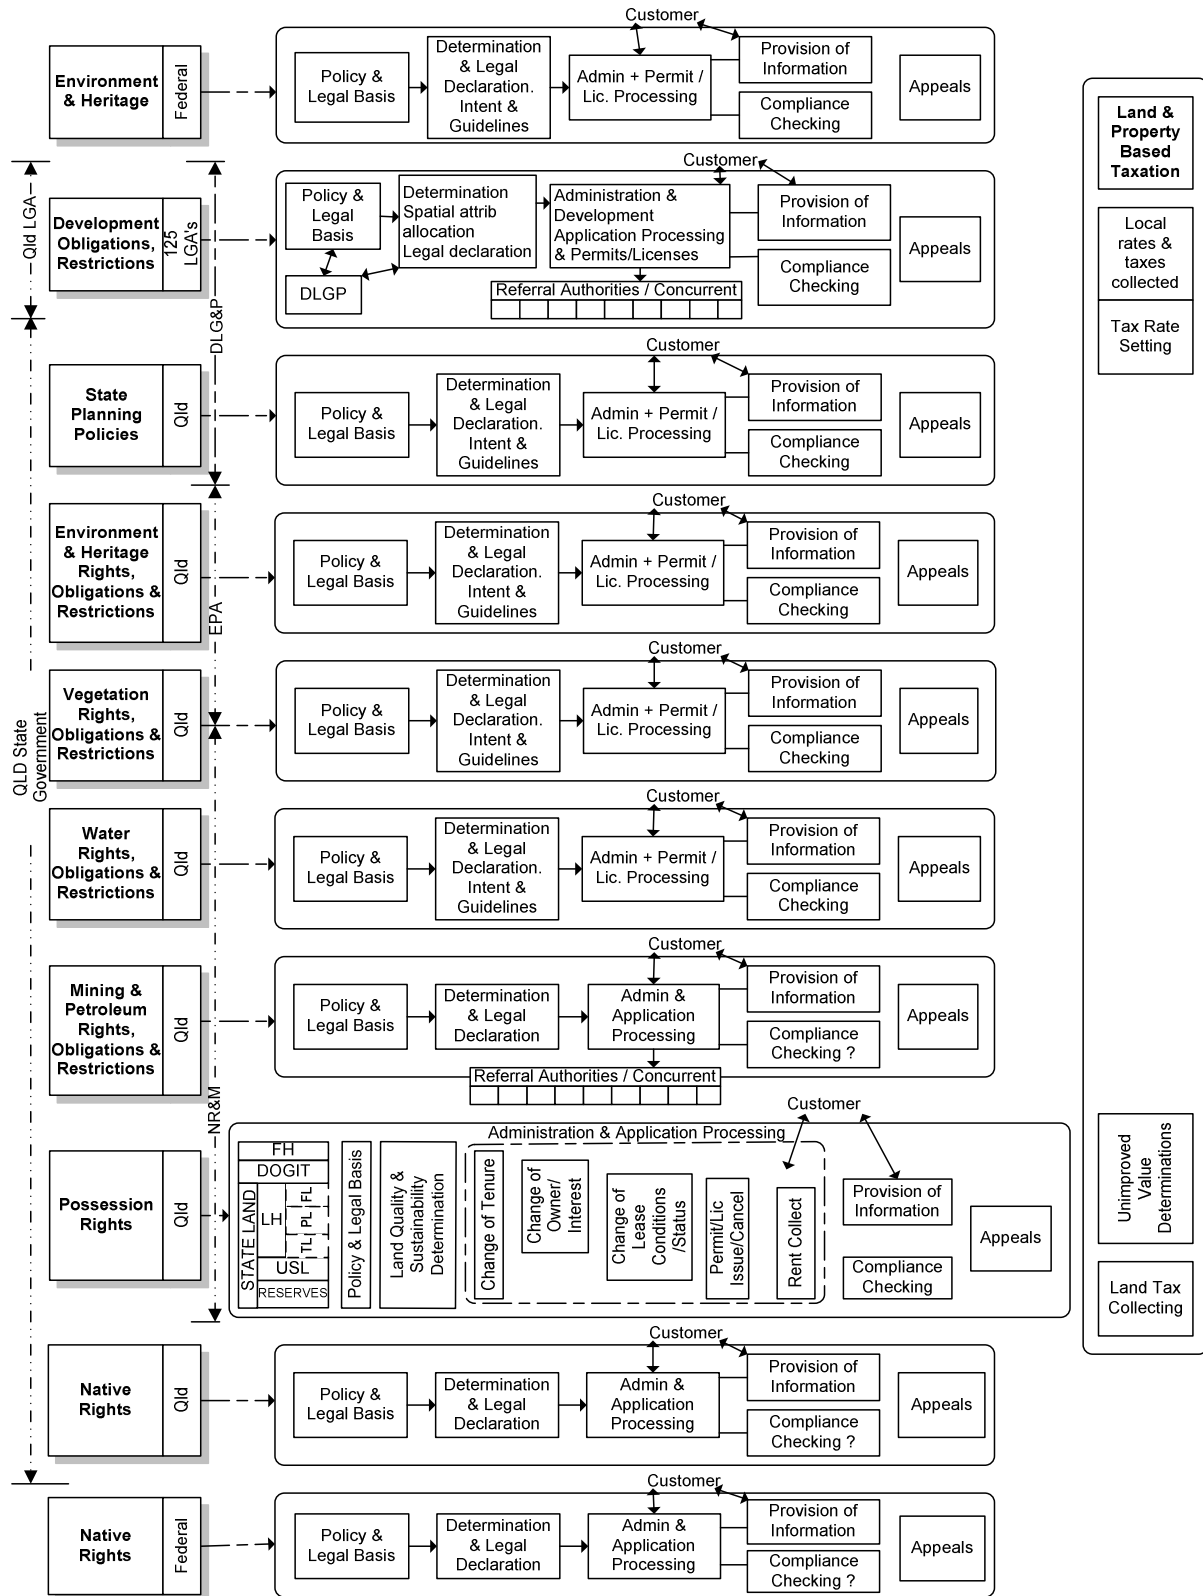 Customer
Environment
& Heritage
Federal
Policy &
Legal Basis
Determination
& Legal
Declaration.
Intent &
Guidelines
Admin + Permit /
Lic. Processing
Provision of
Information
Compliance
Checking
Appeals
Qld LGA
DLG&P
Development
Obligations,
Restrictions
125
LGA's
Customer
Policy &
Legal
Basis
DLGP
Determination
Spatial attrib
allocation
Legal declaration
Administration &
Development
Application Processing
& Permits/Licenses
Referral Authorities / Concurrent
Provision of
Information
Compliance
Checking
Appeals
State
Planning
Policies
Qld
Customer
Policy &
Legal Basis
Determination
& Legal
Declaration.
Intent &
Guidelines
Admin + Permit /
Lic. Processing
Provision of
Information
Compliance
Checking
Appeals
QLD State
Government
EPA
Environment
& Heritage
Rights,
Obligations &
Restrictions
Qld
Customer
Policy &
Legal Basis
Determination
& Legal
Declaration.
Intent &
Guidelines
Admin + Permit /
Lic. Processing
Provision of
Information
Compliance
Checking
Appeals
Vegetation
Rights,
Obligations &
Restrictions
Qld
Customer
Policy &
Legal Basis
Determination
& Legal
Declaration.
Intent &
Guidelines
Admin + Permit /
Lic. Processing
Provision of
Information
Compliance
Checking
Appeals
NR&M
Water
Rights,
Obligations &
Restrictions
Qld
Customer
Policy &
Legal Basis
Determination
& Legal
Declaration.
Intent &
Guidelines
Admin + Permit /
Lic. Processing
Provision of
Information
Compliance
Checking
Appeals
Mining &
Petroleum
Rights,
Obligations &
Restrictions
Qld
Customer
Policy &
Legal Basis
Determination
& Legal
Declaration
Admin &
Application
Processing
Referral Authorities / Concurrent
Provision of
Information
Compliance
Checking ?
Appeals
Possession
Rights
Qld
Customer
Administration & Application Processing
FH
DOGIT
STATE LAND
LH
FL
PL
TL
USL
RESERVES
Policy & Legal Basis
Land Quality &
Sustainability
Determination
Change of Tenure
Change of
Owner/
Interest
Change of
Lease
Conditions
/Status
Permit/Lic
Issue/Cancel
Rent Collect
Provision of
Information
Compliance
Checking
Appeals
Native
Rights
Qld
Customer
Policy &
Legal Basis
Determination
& Legal
Declaration
Admin &
Application
Processing
Provision of
Information
Compliance
Checking ?
Appeals
Native
Rights
Federal
Customer
Policy &
Legal Basis
Determination
& Legal
Declaration
Admin &
Application
Processing
Provision of
Information
Compliance
Checking ?
Appeals
Land &
Property
Based
Taxation
Local
rates &
taxes
collected
Tax Rate
Setting
Unimproved
Value
Determinations
Land Tax
Collecting